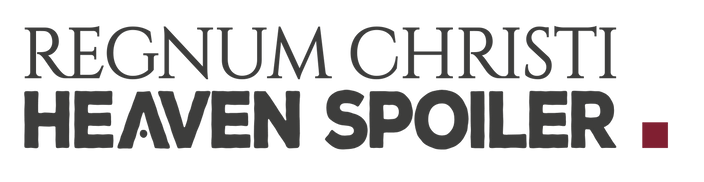 REGNUM CHRISTI
HEAVEN SPOILER